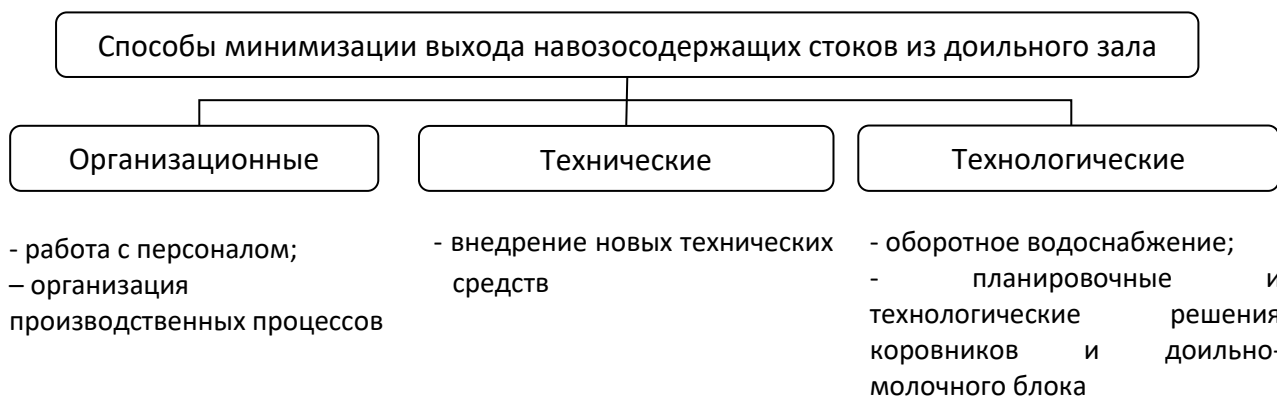 Способы минимизации выхода навозосодержащих стоков из доильного зала
Организационные
Технические
Технологические
- работа с персоналом;
– организация
производственных процессов
- внедрение новых технических
средств
- оборотное водоснабжение;
- планировочные и
технологические решения
коровников и доильно-
молочного блока